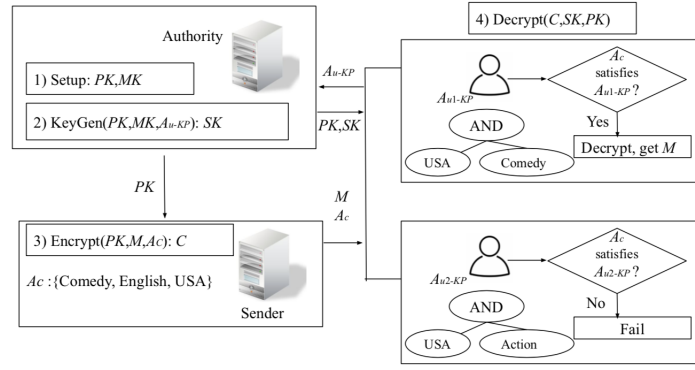 Authority
1) Setup: PK,MK
2) KeyGen(PK,MK,Au-KP): SK
Au-KP
PK,SK
PK
3) Encrypt(PK,M,Ac): C
Ac :{Comedy, English, USA}
Sender
M
Ac
4) Decrypt(C,SK,PK)
Au1-KP
AND
USA
Comedy
Ac
satisfies
Au1-KP?
Yes
Decrypt, get M
Au2-KP
AND
USA
Action
Ac
satisfies
Au2-KP?
No
Fail